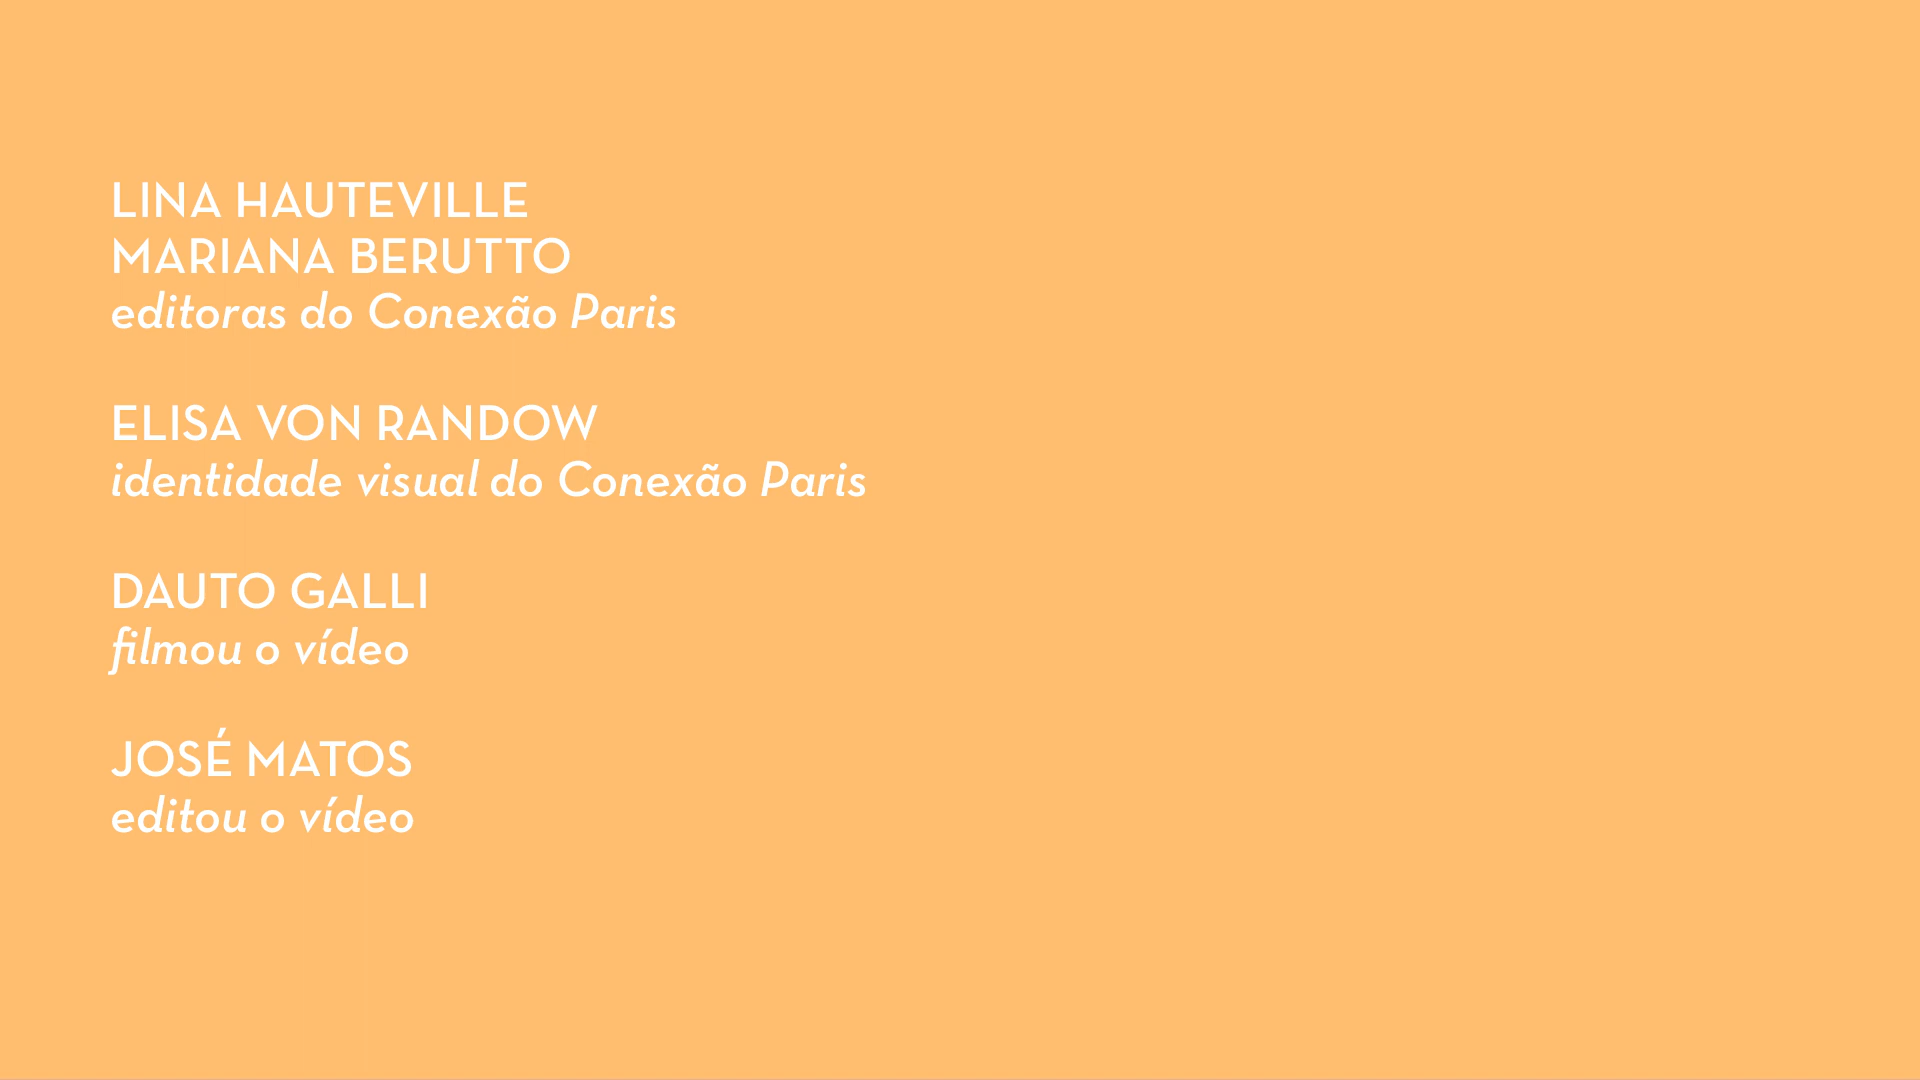 LINA HAUTEVILLE
MARIANA BERUTTO
editoras do Conexão Paris
ELISA VON RANDOW
identidade visual do Conexão Paris
DAUTO GALLI
filmou o vídeo
JOSÉ MATOS
editou o vídeo